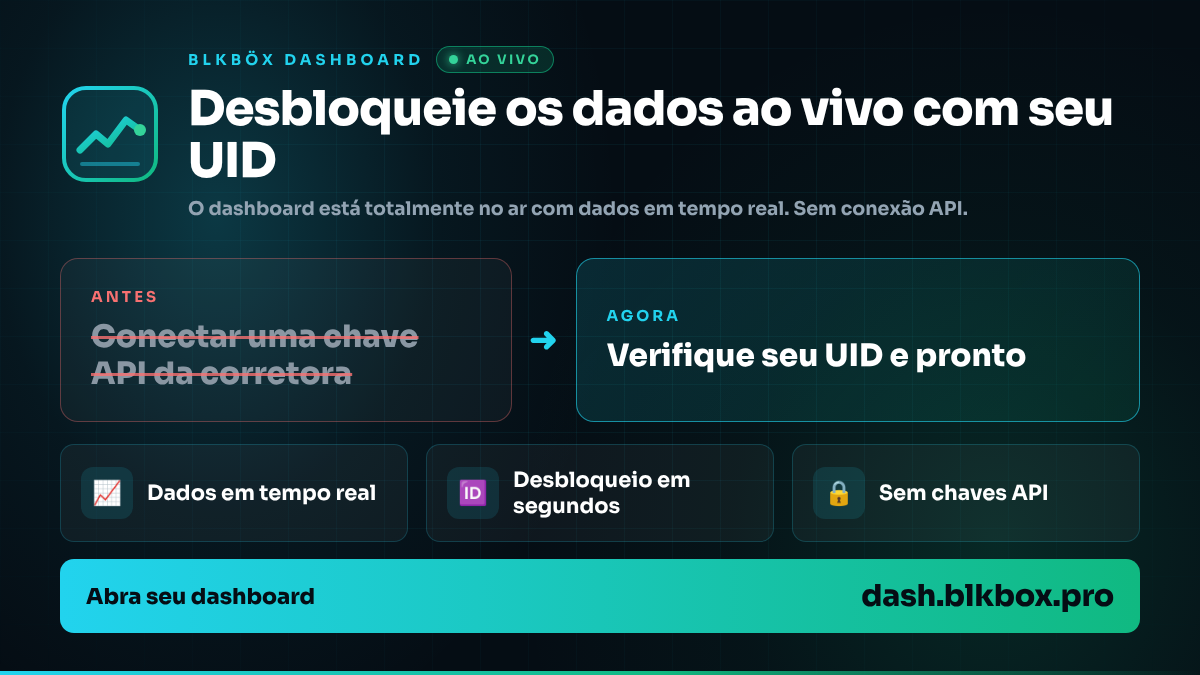 BLKBÖX DASHBOARD
AO VIVO
Desbloqueie os dados ao vivo com seu
UID
O dashboard está totalmente no ar com dados em tempo real. Sem conexão API.
ANTES
Conectar uma chave
API da corretora
➜
AGORA
Verifique seu UID e pronto
📈 Dados em tempo real
🆔 Desbloqueio em
segundos
🔒 Sem chaves API
Abra seu dashboard
dash.blkbox.pro